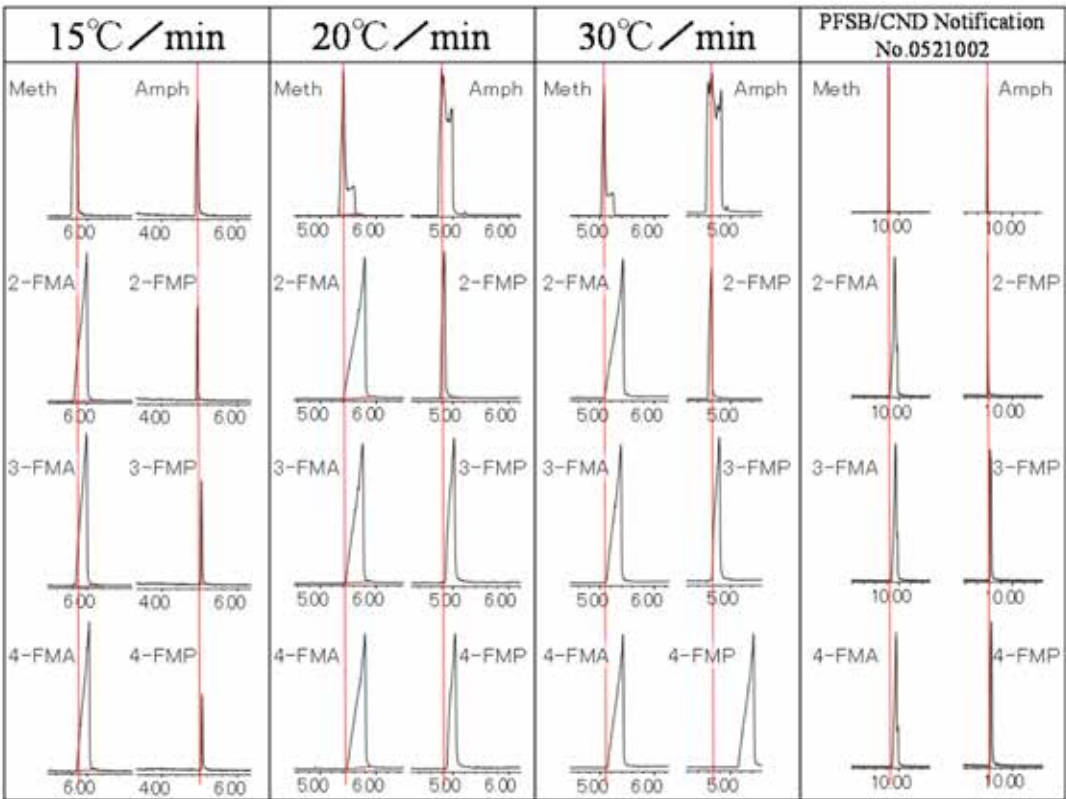 15℃／min
20℃／min
30℃／min
PFSB/CND Notification
No.0521002
Meth Amph Meth Amph Meth Amph Meth Amph
6.00 4.00 6.00 5.00 6.00 5.00 6.00 5.00 6.00 5.00 10.00 10.00
2-FMA 2-FMP 2-FMA 2-FMP 2-FMA 2-FMP 2-FMA 2-FMP
6.00 4.00 6.00 5.00 6.00 5.00 6.00 5.00 6.00 5.00 10.00 10.00
3-FMA 3-FMP 3-FMA 3-FMP 3-FMA 3-FMP 3-FMA 3-FMP
6.00 4.00 6.00 5.00 6.00 5.00 6.00 5.00 6.00 5.00 10.00 10.00
4-FMA 4-FMP 4-FMA 4-FMP 4-FMA 4-FMP 4-FMA 4-FMP
6.00 4.00 6.00 5.00 6.00 5.00 6.00 5.00 6.00 5.00 10.00 10.00